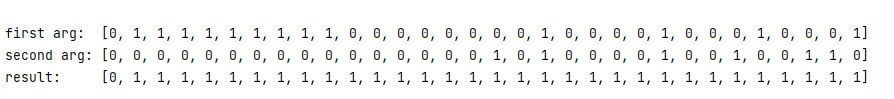 first arg:  [0, 1, 1, 1, 1, 1, 1, 1, 1, 1, 0, 0, 0, 0, 0, 0, 0, 0, 1, 0, 0, 0, 0, 1, 0, 0, 0, 1, 0, 0, 0, 1]
second arg: [0, 0, 0, 0, 0, 0, 0, 0, 0, 0, 0, 0, 0, 0, 0, 0, 1, 0, 1, 0, 0, 0, 0, 1, 0, 0, 1, 0, 0, 1, 1, 0]
result:     [0, 1, 1, 1, 1, 1, 1, 1, 1, 1, 1, 1, 1, 1, 1, 1, 1, 1, 1, 1, 1, 1, 1, 1, 1, 1, 1, 1, 1, 1, 1, 1]